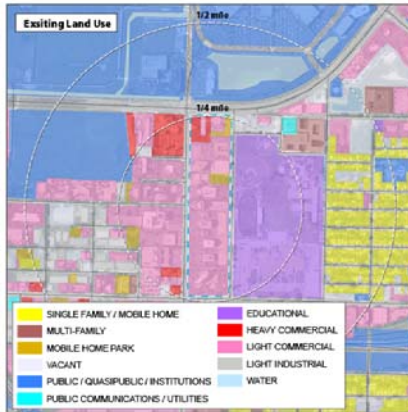 Exsiting Land Use
1/2 mile
1/4 mile
SINGLE FAMILY / MOBILE HOME
MULTI-FAMILY
MOBILE HOME PARK
VACANT
PUBLIC / QUASIPUBLIC / INSTITUTIONS
PUBLIC COMMUNICATIONS / UTILITIES
EDUCATIONAL
HEAVY COMMERCIAL
LIGHT COMMERCIAL
LIGHT INDUSTRIAL
WATER